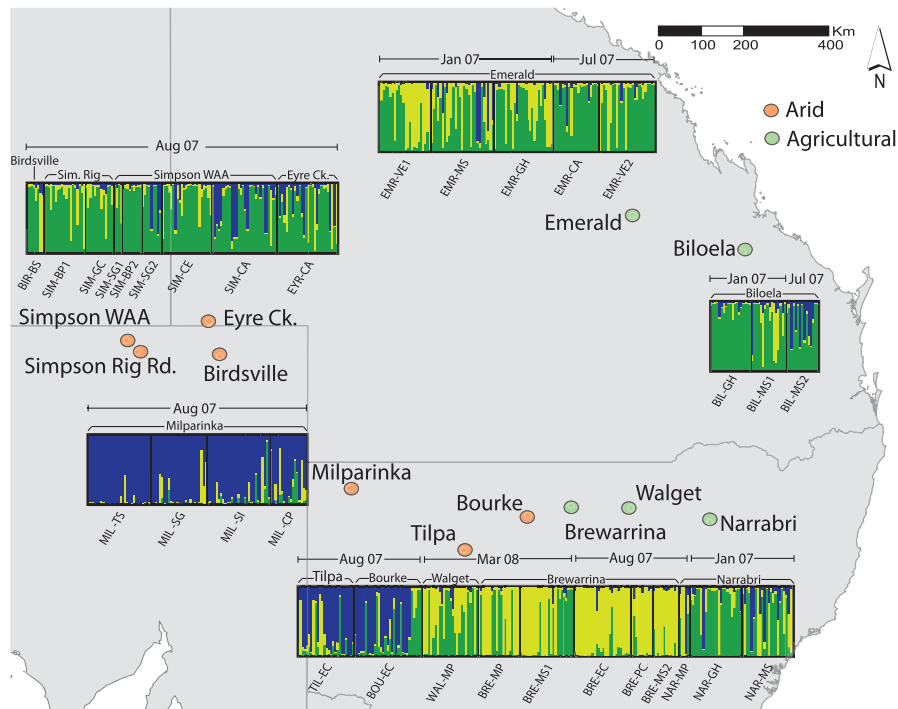 Km
0 100 200 400
N
Arid
Agricultural
Jan 07 Jul 07
Emerald
EMR-VE1 EMR-MS EMR-GH EMR-CA EMR-VE2
Aug 07
Birdsville Sim. Rig Simpson WAA Eyre Ck.
BIR-BS SIM-BP1 SIM-GC SIM-SG1 SIM-BP2 SIM-SG2 SIM-CE SIM-CA EYR-CA
Emerald
Biloela
Jan 07 Jul 07
Biloela
BIL-GH BIL-MS1 BIL-MS2
Simpson WAA
Eyre Ck.
Simpson Rig Rd.
Birdsville
Aug 07
Milparinka
MIL-TS MIL-SG MIL-SI MIL-CP
Milparinka
Bourke
Walget
Tilpa
Brewarrina
Narrabri
Aug 07 Mar 08 Aug 07 Jan 07
Tilpa Bourke Walget Brewarrina Narrabri
TIL-EC BOU-EC WAL-MP BRE-MP BRE-MS1 BRE-EC BRE-PC BRE-MS2 NAR-MP NAR-GH NAR-MS